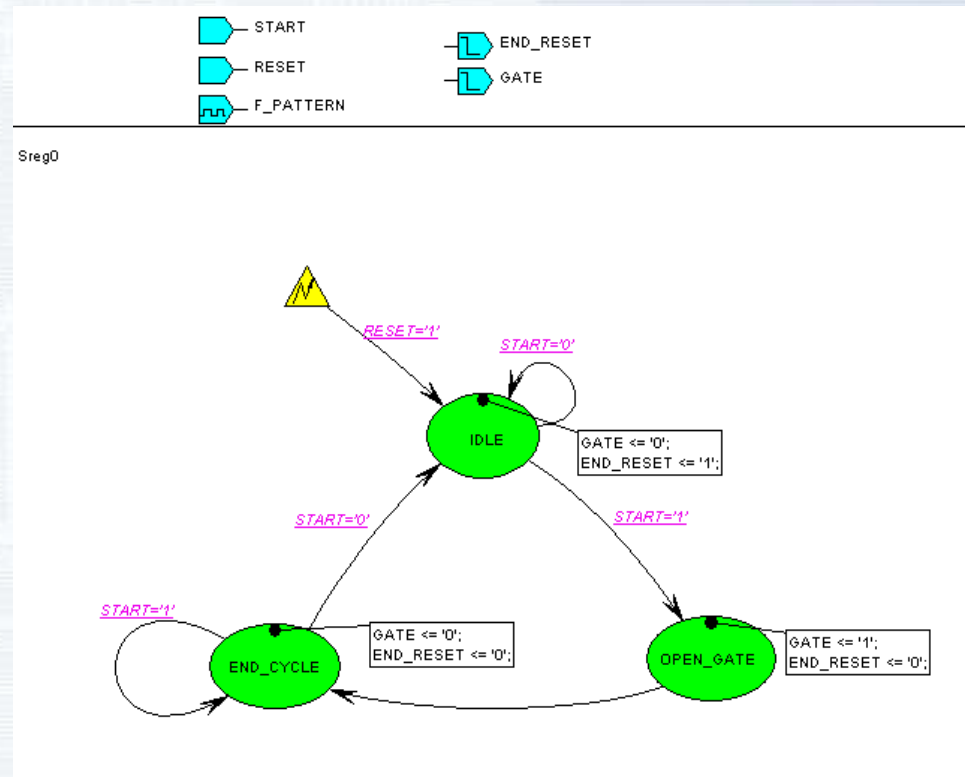 START
RESET
F_PATTERN
END_RESET
GATE
Sreg0
RESET='1'
START='0'
IDLE
GATE <= '0';
END_RESET <= '1';
START='0'
START='1'
START='1'
END_CYCLE
GATE <= '0';
END_RESET <= '0';
OPEN_GATE
GATE <= '1';
END_RESET <= '0';